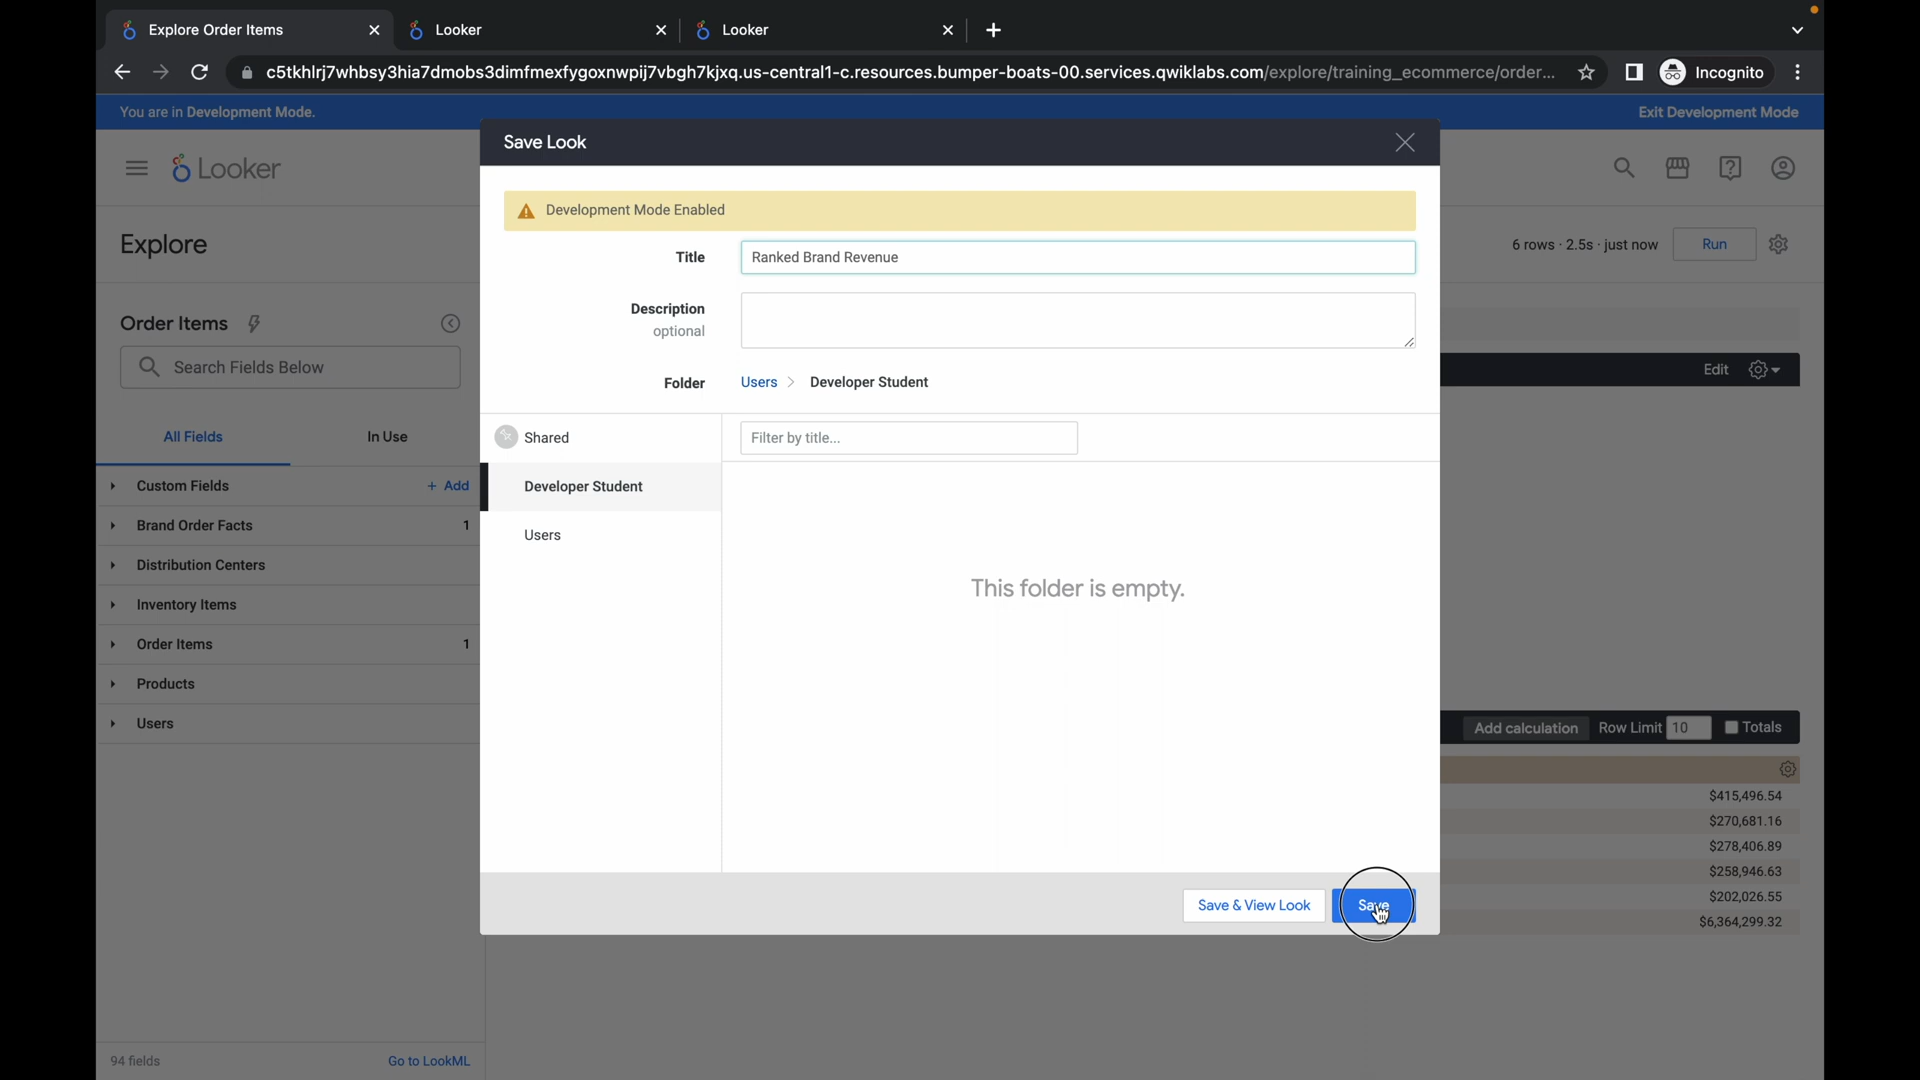 Explore Order Items
Looker
Looker
c5tkhlrj7whbsy3hia7dmobs3dimfmexfygoxnwpij7vbgh7kjxq.us-central1-c.resources.bumper-boats-00.services.qwiklabs.com/explore/training_ecommerce/order...
Incognito
You are in Development Mode.
Exit Development Mode
Save Look
Looker
Development Mode Enabled
Explore
6 rows · 2.5s · just now
Run
Title
Ranked Brand Revenue
Description
optional
Order Items
Search Fields Below
Edit
Folder
Users
Developer Student
All Fields
In Use
Shared
Filter by title...
Custom Fields
+ Add
Developer Student
Brand Order Facts 1
Users
Distribution Centers
This folder is empty.
Inventory Items
Order Items 1
Products
Users
Add calculation
Row Limit 10
Totals
$415,496.54
$270,681.16
$278,406.89
$258,946.63
$202,026.55
$6,364,299.32
Save & View Look
Save
94 fields
Go to LookML